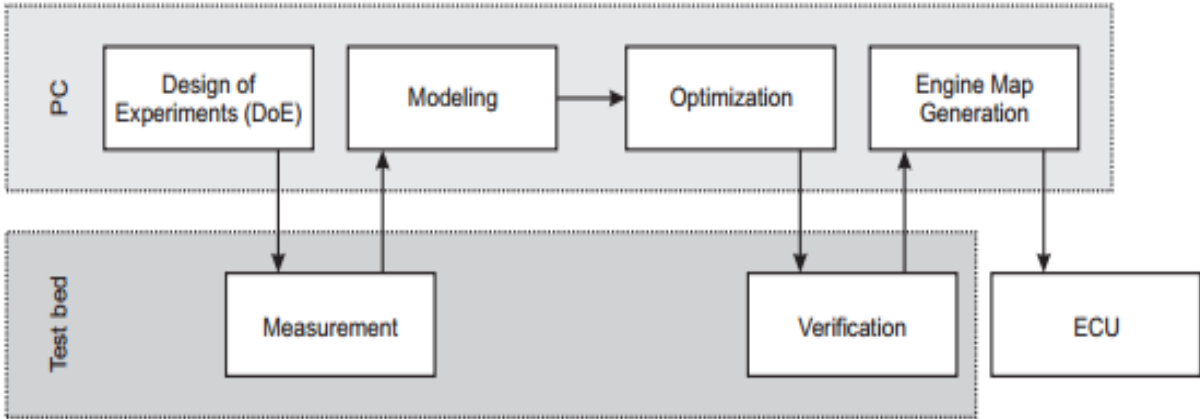 PC
Design of
Experiments (DoE)
Modeling
Optimization
Engine Map
Generation
Test bed
Measurement
Verification
ECU